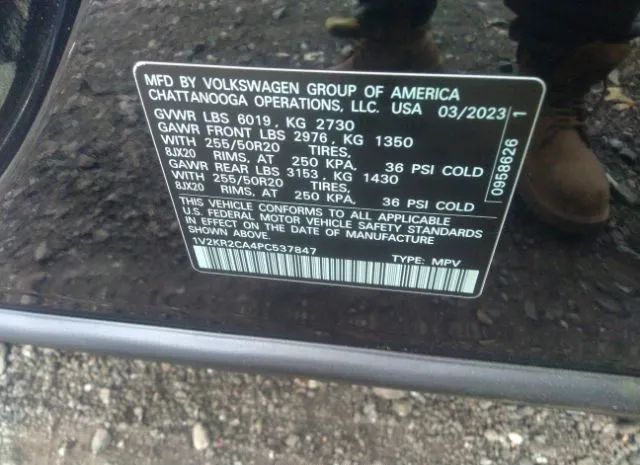 MFD BY VOLKSWAGEN GROUP OF AMERICA
CHATTANOOGA OPERATIONS, LLC. USA 03/2023
GVWR LBS 6019, KG 2730
GAWR FRONT LBS 2976, KG 1350
WITH 255/50R20 TIRES,
8JX20 RIMS, AT 250 KPA, 36 PSI COLD
GAWR REAR LBS 3153, KG 1430
WITH 255/50R20 TIRES,
8JX20 RIMS, AT 250 KPA, 36 PSI COLD
THIS VEHICLE CONFORMS TO ALL APPLICABLE
U.S. FEDERAL MOTOR VEHICLE SAFETY STANDARDS
IN EFFECT ON THE DATE OF MANUFACTURE
SHOWN ABOVE.
1V2KR2CA4PC537847 TYPE: MPV
0958626 1